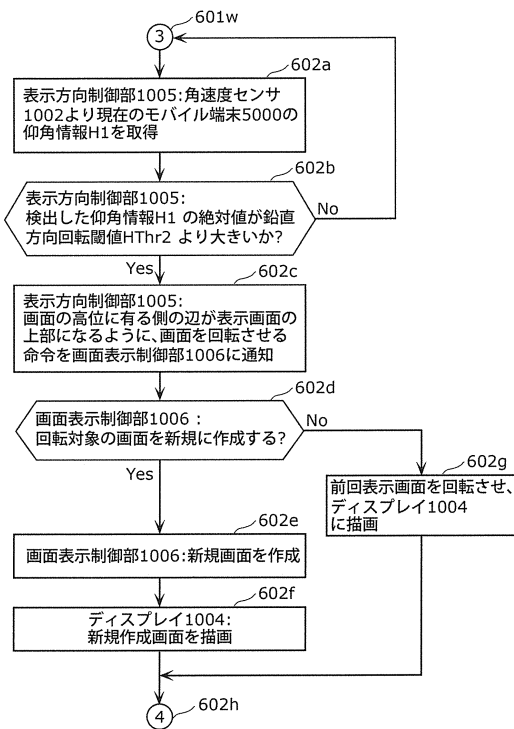 601w
3
602a
表示方向制御部1005:角速度センサ
1002より現在のモバイル端末5000の
仰角情報H1を取得
602b
表示方向制御部1005:
検出した仰角情報H1 の絶対値が鉛直
方向回転閾値HThr2 より大きいか?
No
Yes
602c
表示方向制御部1005:
画面の高位に有る側の辺が表示画面の
上部になるように、画面を回転させる
命令を画面表示制御部1006に通知
602d
画面表示制御部1006 :
回転対象の画面を新規に作成する?
No
Yes
602g
前回表示画面を回転させ、
ディスプレイ1004
に描画
602e
画面表示制御部1006:新規画面を作成
602f
ディスプレイ1004:
新規作成画面を描画
4
602h